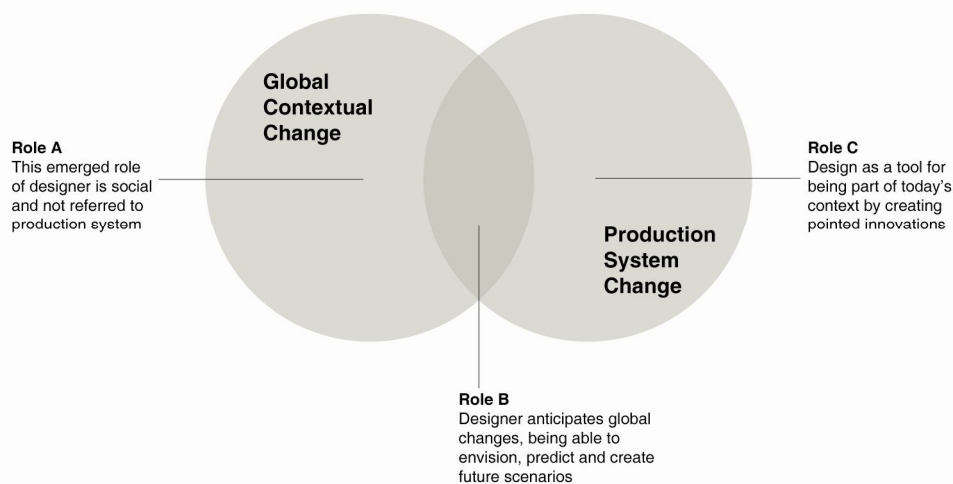 Global
Contextual
Change
Role A
This emerged role
of designer is social
and not referred to
production system
Role C
Design as a tool for
being part of today's
context by creating
pointed innovations
Production
System
Change
Role B
Designer anticipates global
changes, being able to
envision, predict and create
future scenarios